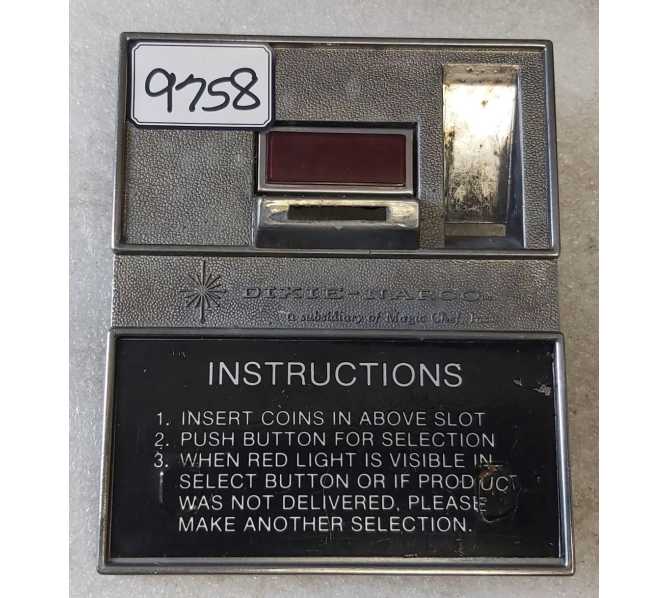 9758
DIXIE-NARCO
a subsidiary of Magic Chef, Inc.
INSTRUCTIONS
1. INSERT COINS IN ABOVE SLOT
2. PUSH BUTTON FOR SELECTION
3. WHEN RED LIGHT IS VISIBLE IN
SELECT BUTTON OR IF PRODUCT
WAS NOT DELIVERED, PLEASE
MAKE ANOTHER SELECTION.